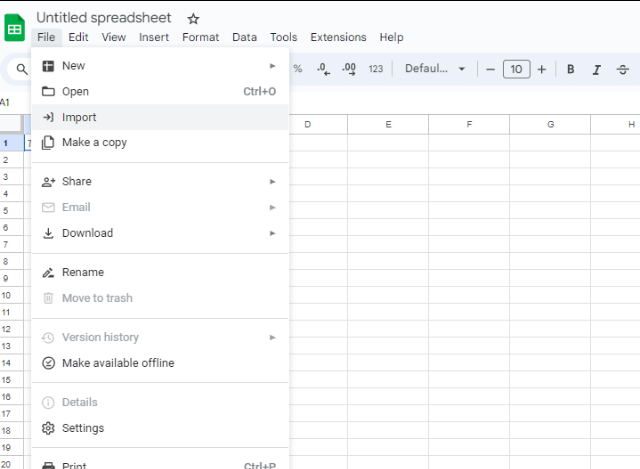 Untitled spreadsheet
File Edit View Insert Format Data Tools Extensions Help
New
% .0 .00 123 Defaul... 10 B I S
Open Ctrl+O
A1
Import
D E F G H
1
Make a copy
2
3
Share
4
Email
5
6
Download
7
8
Rename
9
10
Move to trash
11
12
Version history
13
Make available offline
14
15
16
Details
17
Settings
18
19
Print Ctrl+P
20